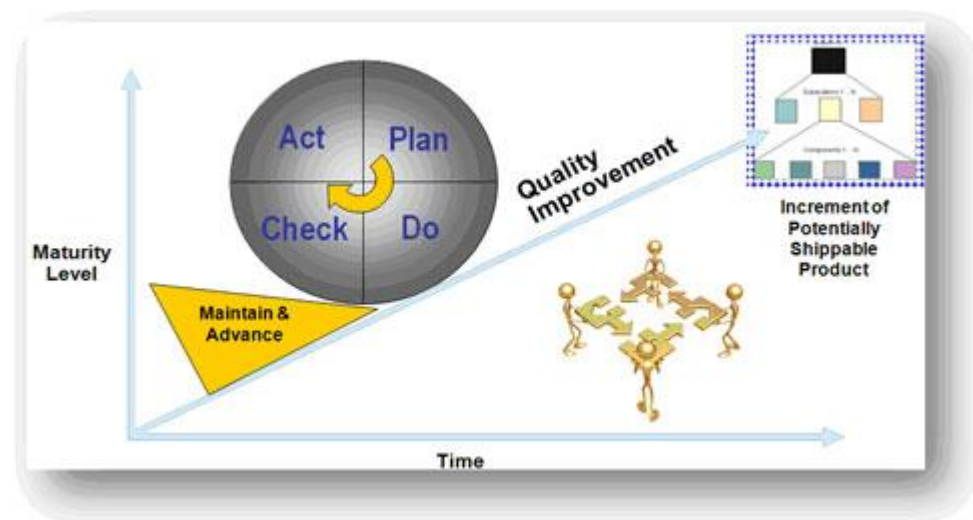 Act
Plan
Check
Do
Quality
Improvement
Maturity
Level
Maintain &
Advance
Increment of
Potentially
Shippable
Product
Time